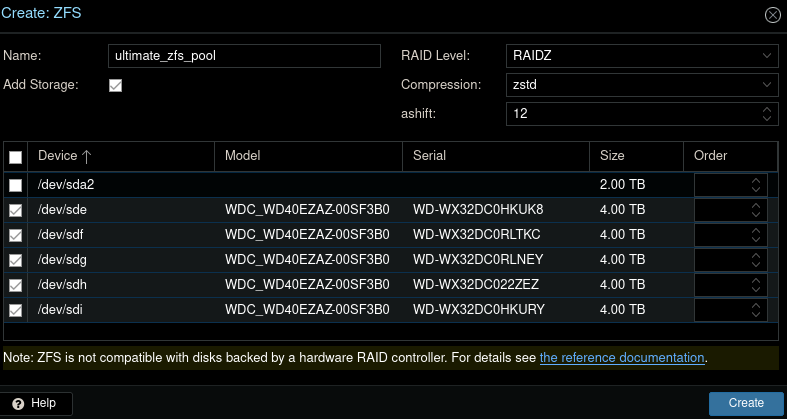 Create: ZFS
Name: ultimate_zfs_pool RAID Level: RAIDZ
Add Storage: Compression: zstd
ashift: 12
Device Model Serial Size Order
/dev/sda2 2.00 TB
/dev/sde WDC_WD40EZAZ-00SF3B0 WD-WX32DC0HKUK8 4.00 TB
/dev/sdf WDC_WD40EZAZ-00SF3B0 WD-WX32DC0RLTKC 4.00 TB
/dev/sdg WDC_WD40EZAZ-00SF3B0 WD-WX32DC0RLNEY 4.00 TB
/dev/sdh WDC_WD40EZAZ-00SF3B0 WD-WX32DC022ZEZ 4.00 TB
/dev/sdi WDC_WD40EZAZ-00SF3B0 WD-WX32DC0HKURY 4.00 TB
Note: ZFS is not compatible with disks backed by a hardware RAID controller. For details see the reference documentation.
Help Create